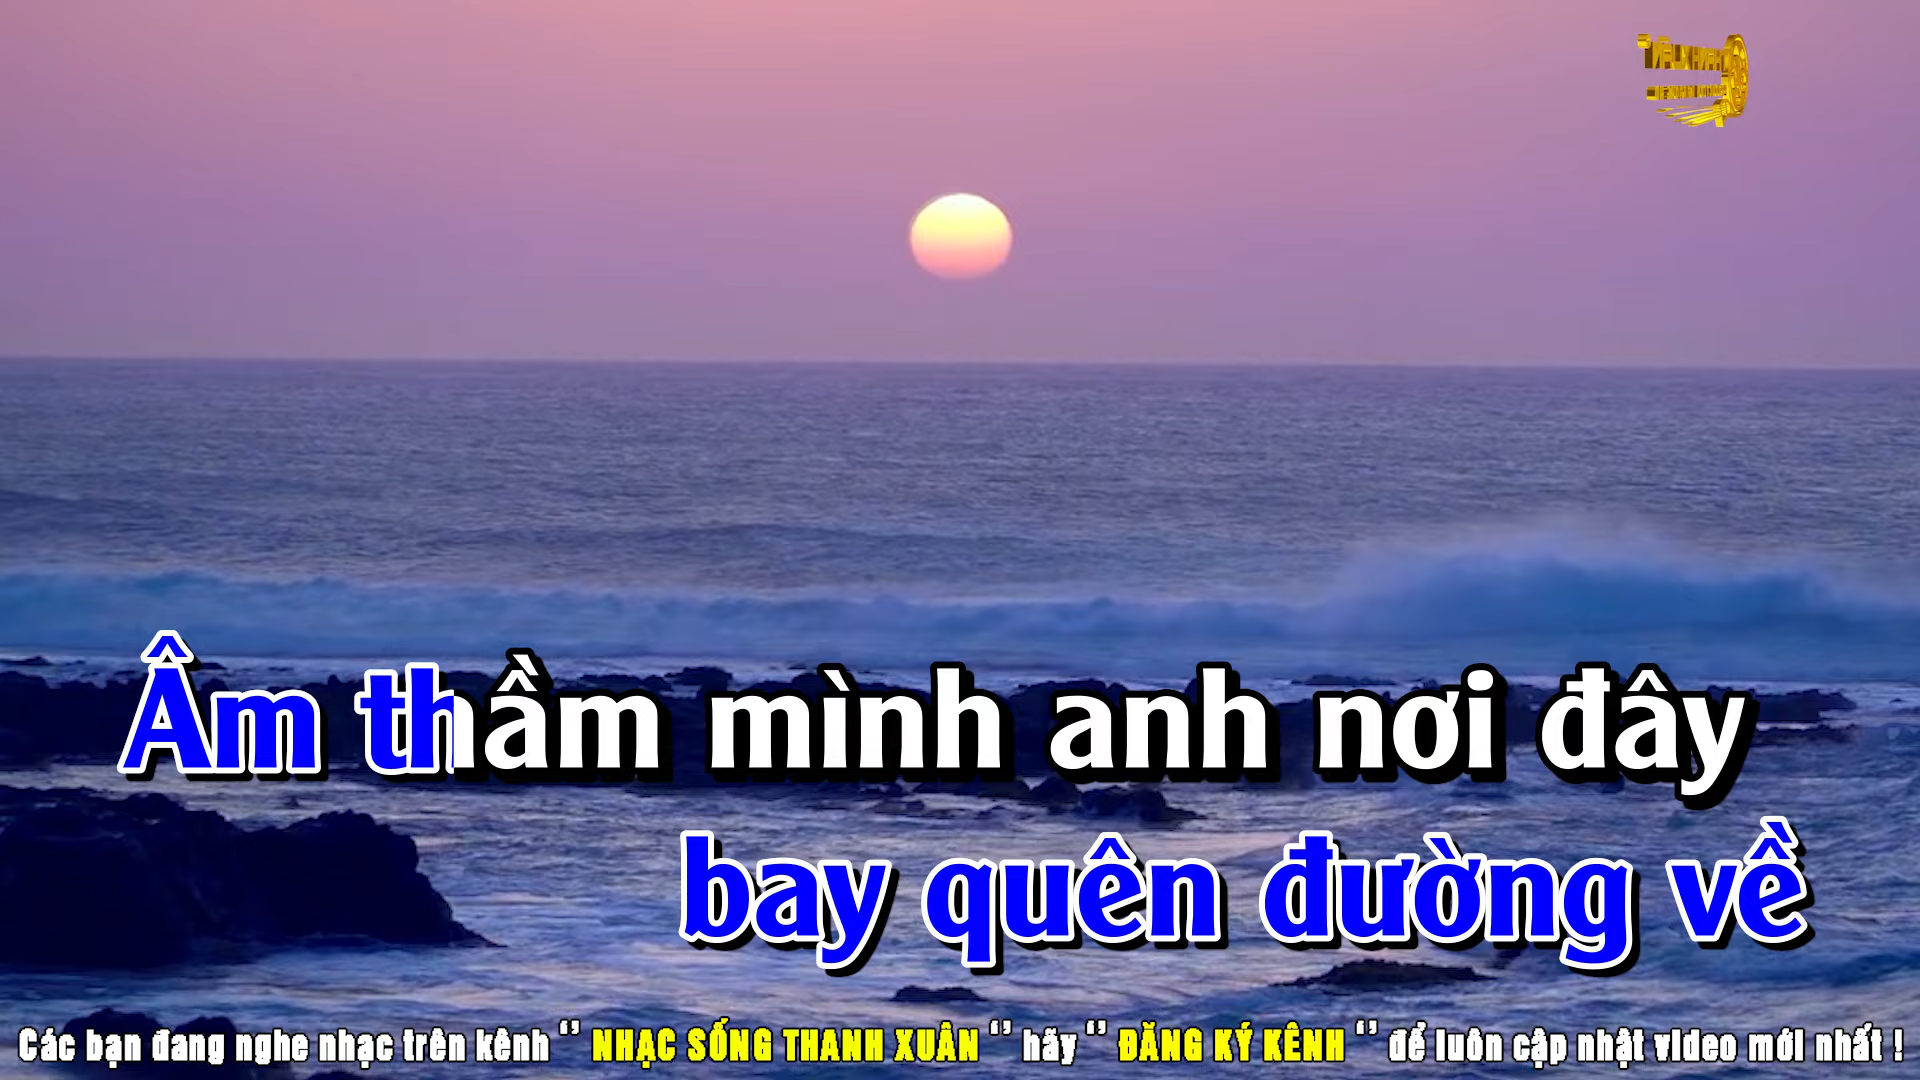 Âm thầm mình anh nơi đây
bay quên đường về
Các bạn đang nghe nhạc trên kênh “ NHẠC SỐNG THANH XUÂN “ hãy “ ĐĂNG KÝ KÊNH “ để luôn cập nhật video mới nhất !